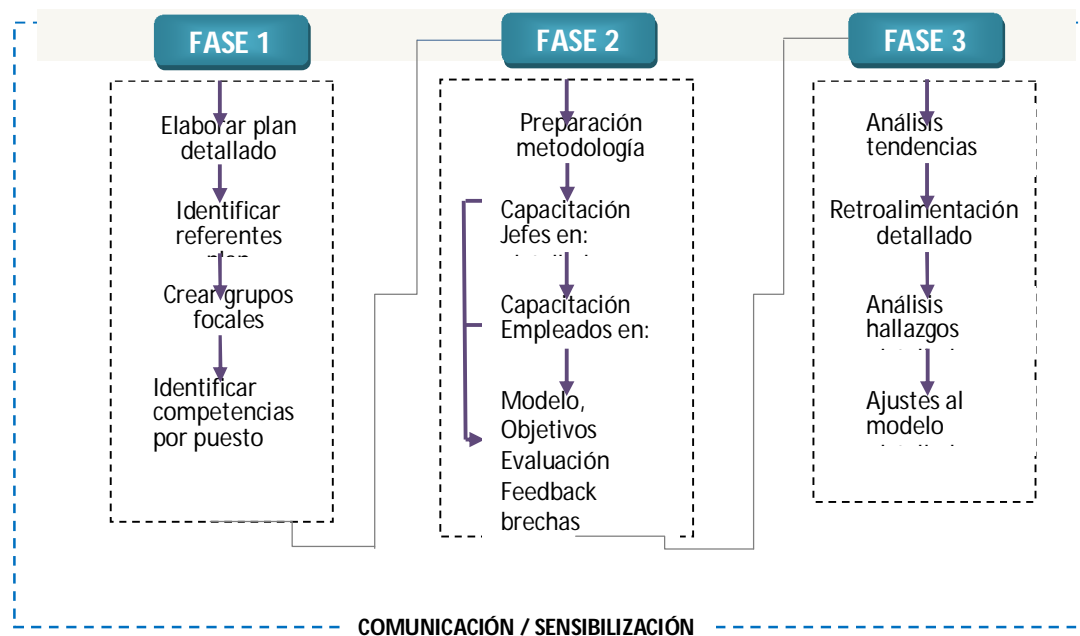 FASE 1
Elaborar plan
detallado
Identificar
referentes
plan
Crear grupos
focales
Identificar
competencias
por puesto
FASE 2
Preparación
metodología
Capacitación
Jefes en:
Capacitación
Empleados en:
Modelo,
Objetivos
Evaluación
Feedback
brechas
FASE 3
Análisis
tendencias
Retroalimentación
detallado
Análisis
hallazgos
Ajustes al
modelo
COMUNICACIÓN / SENSIBILIZACIÓN